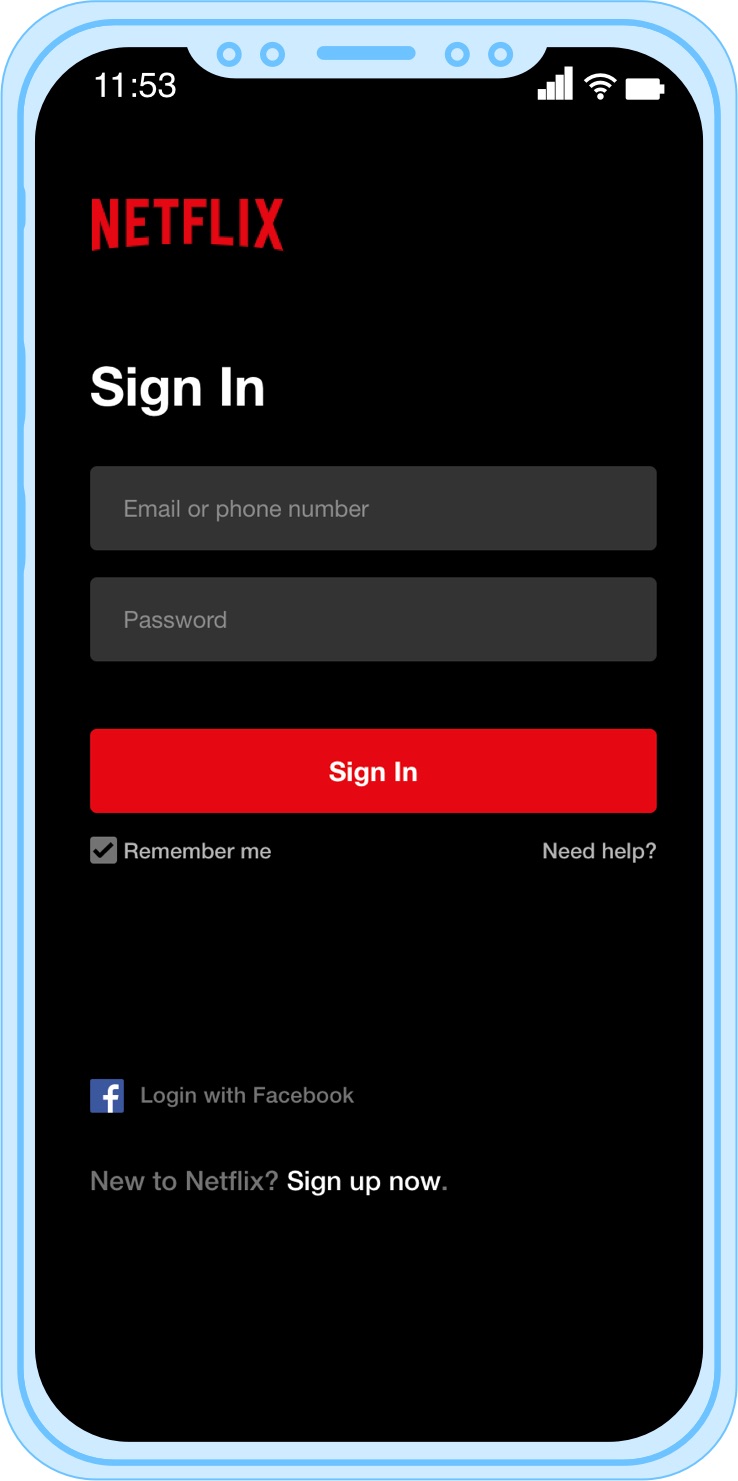 11:53
NETFLIX
Sign In
Email or phone number
Password
Sign In
Remember me Need help?
Login with Facebook
New to Netflix? Sign up now.